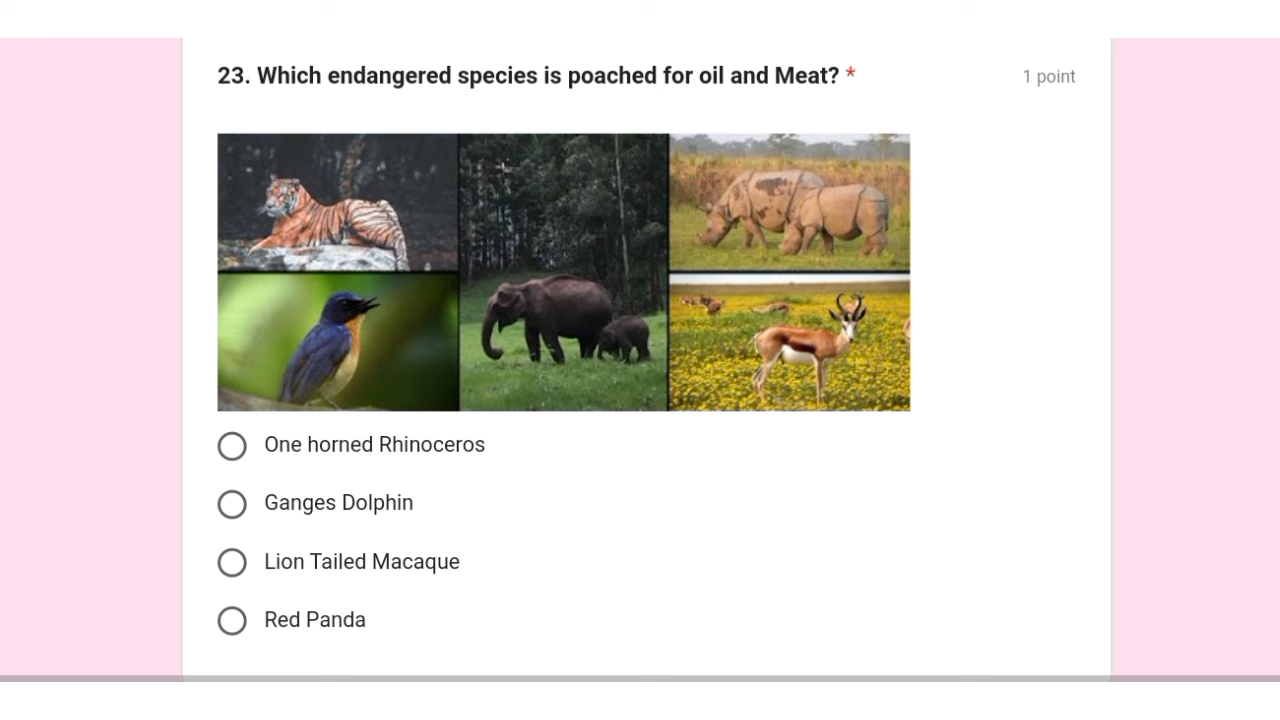 23. Which endangered species is poached for oil and Meat? *
1 point
One horned Rhinoceros
Ganges Dolphin
Lion Tailed Macaque
Red Panda